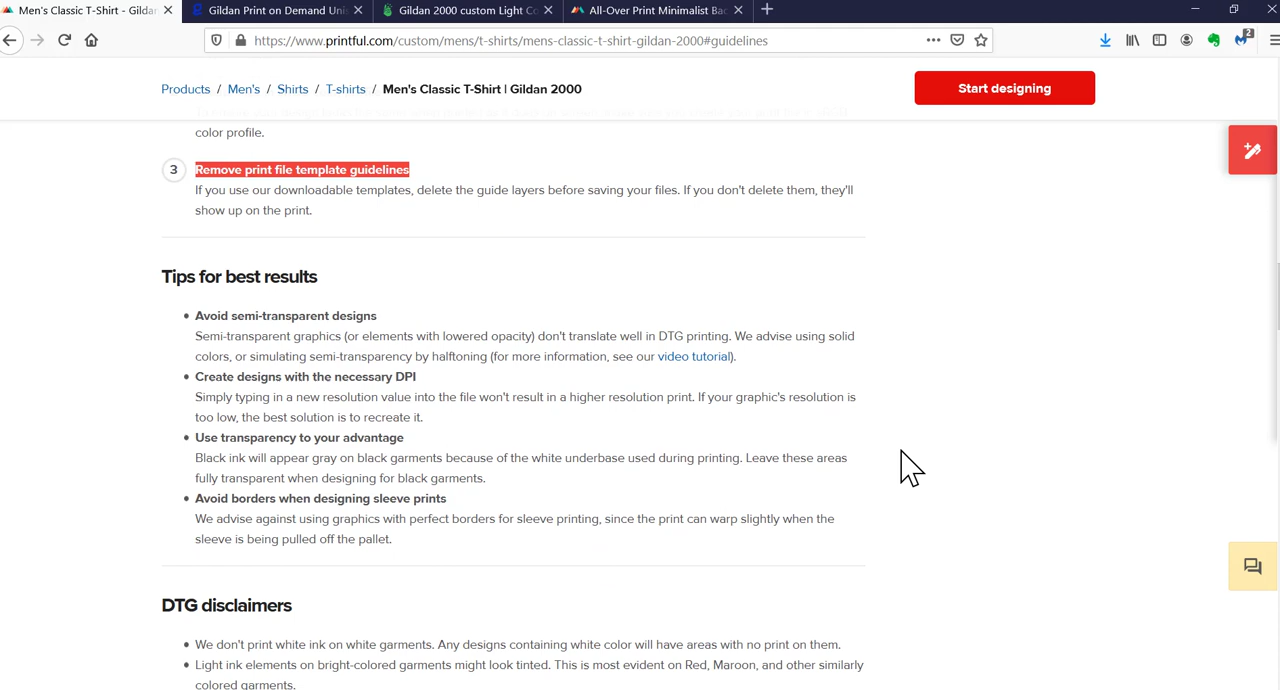 Men's Classic T-Shirt - Gildan
Gildan Print on Demand Uni
Gildan 2000 custom Light Co
All-Over Print Minimalist Bac
https://www.printful.com/custom/mens/t-shirts/mens-classic-t-shirt-gildan-2000#guidelines
2
Products / Men's / Shirts / T-shirts / Men's Classic T-Shirt | Gildan 2000
Start designing
color profile.
3
Remove print file template guidelines
If you use our downloadable templates, delete the guide layers before saving your files. If you don't delete them, they'll
show up on the print.
Tips for best results
• Avoid semi-transparent designs
Semi-transparent graphics (or elements with lowered opacity) don't translate well in DTG printing. We advise using solid
colors, or simulating semi-transparency by halftoning (for more information, see our video tutorial).
• Create designs with the necessary DPI
Simply typing in a new resolution value into the file won't result in a higher resolution print. If your graphic's resolution is
too low, the best solution is to recreate it.
• Use transparency to your advantage
Black ink will appear gray on black garments because of the white underbase used during printing. Leave these areas
fully transparent when designing for black garments.
• Avoid borders when designing sleeve prints
We advise against using graphics with perfect borders for sleeve printing, since the print can warp slightly when the
sleeve is being pulled off the pallet.
DTG disclaimers
• We don't print white ink on white garments. Any designs containing white color will have areas with no print on them.
• Light ink elements on bright-colored garments might look tinted. This is most evident on Red, Maroon, and other similarly
colored garments.